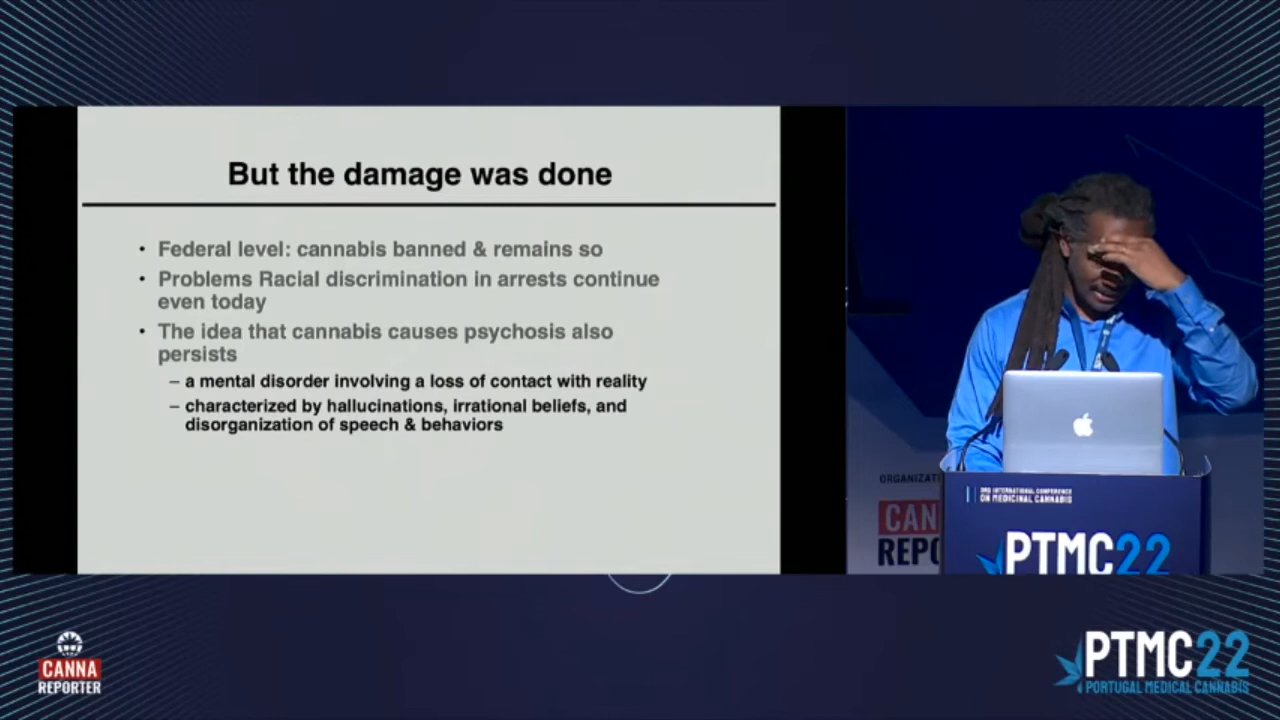 But the damage was done
• Federal level: cannabis banned & remains so
• Problems Racial discrimination in arrests continue
even today
• The idea that cannabis causes psychosis also
persists
– a mental disorder involving a loss of contact with reality
– characterized by hallucinations, irrational beliefs, and
disorganization of speech & behaviors
ORGANIZATI
CAN
REPO
3RD INTERNATIONAL CONFERENCE
ON MEDICINAL CANNABIS
PTMC22
CANNA
REPORTER
PTMC22
PORTUGAL MEDICAL CANNABIS